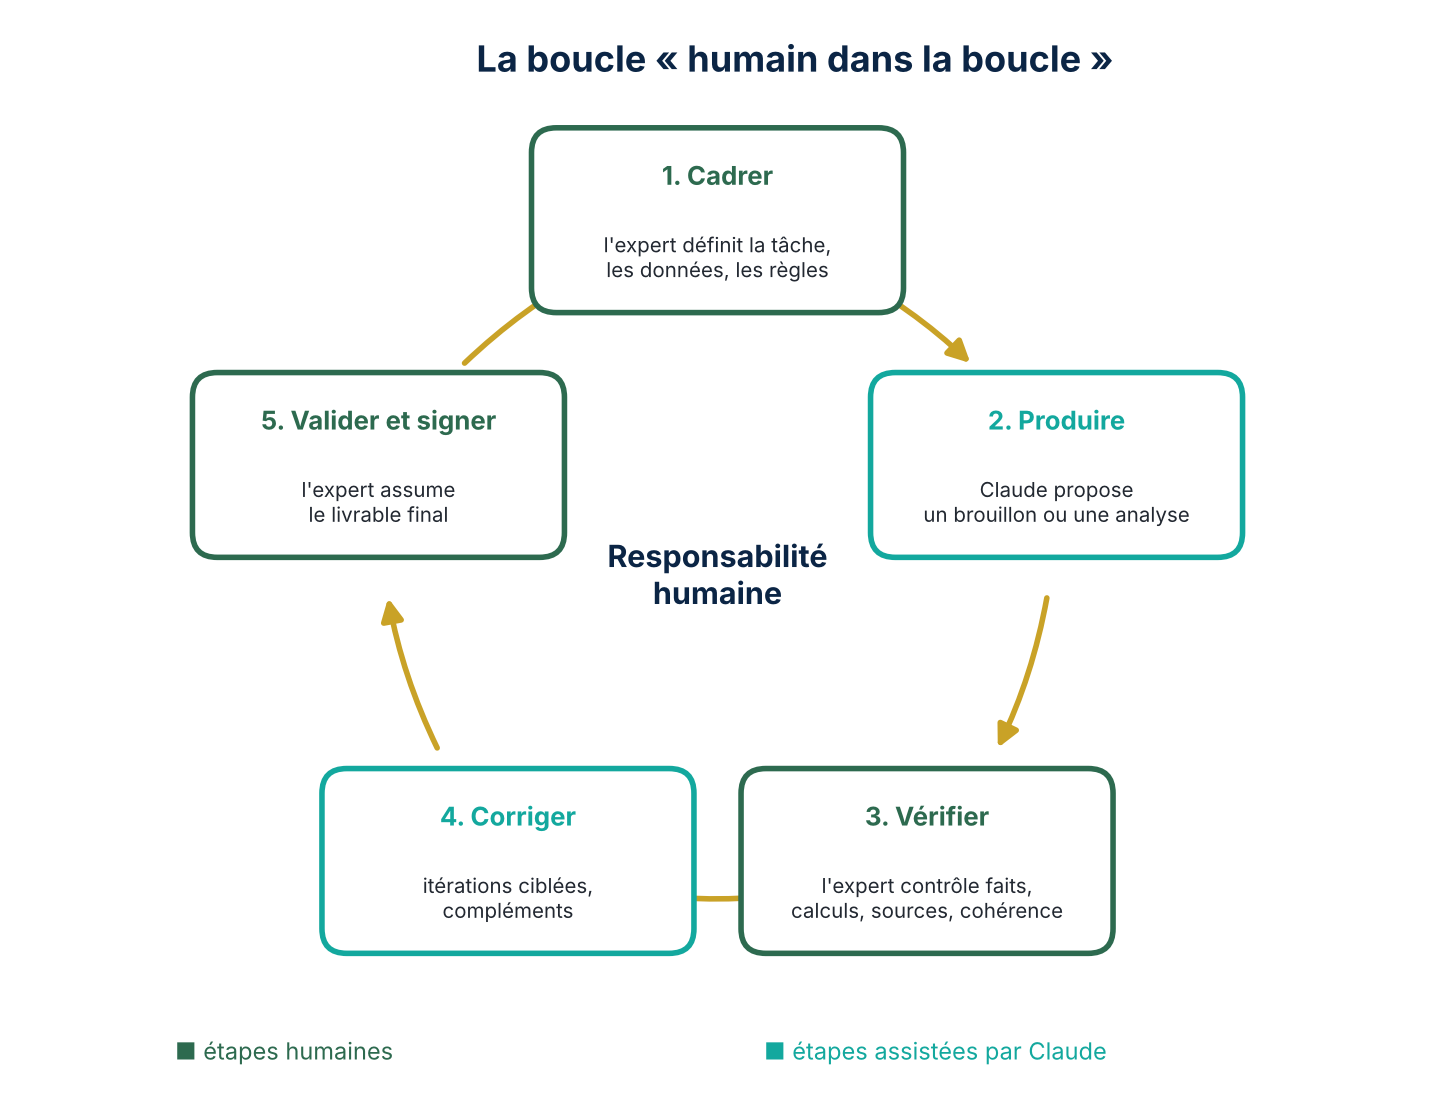 La boucle « humain dans la boucle »
1. Cadrer
l'expert définit la tâche,
les données, les règles
5. Valider et signer
l'expert assume
le livrable final
2. Produire
Claude propose
un brouillon ou une analyse
Responsabilité
humaine
4. Corriger
itérations ciblées,
compléments
3. Vérifier
l'expert contrôle faits,
calculs, sources, cohérence
étapes humaines
étapes assistées par Claude